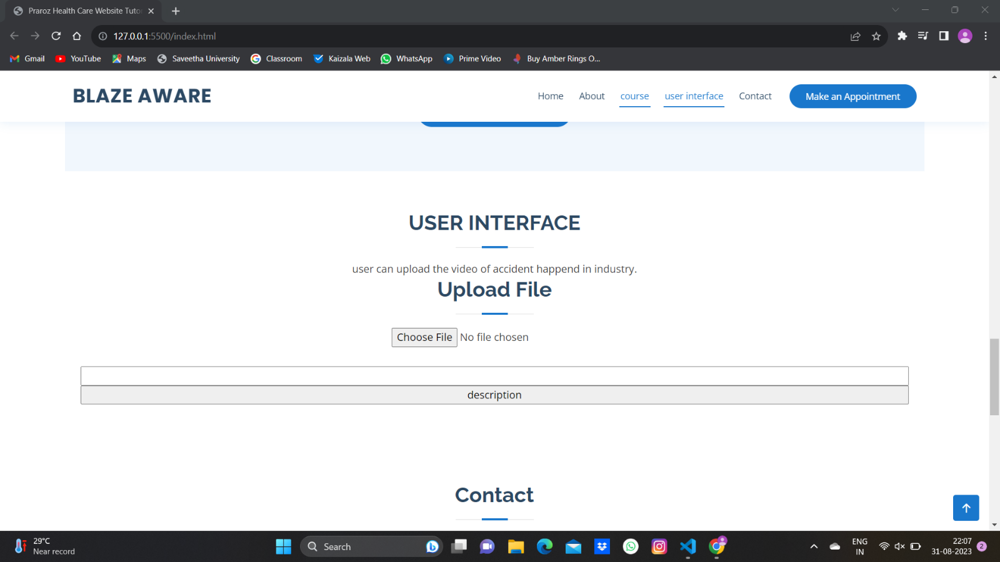 Praroz Health Care Website Tuto
127.0.0.1:5500/index.html
Gmail YouTube Maps Saveetha University Classroom Kaizala Web WhatsApp Prime Video Buy Amber Rings O...
BLAZE AWARE
Home About course user interface Contact Make an Appointment
USER INTERFACE
user can upload the video of accident happend in industry.
Upload File
Choose File No file chosen
description
Contact
29°C
Near record
Search
ENG
IN
22:07
31-08-2023
2